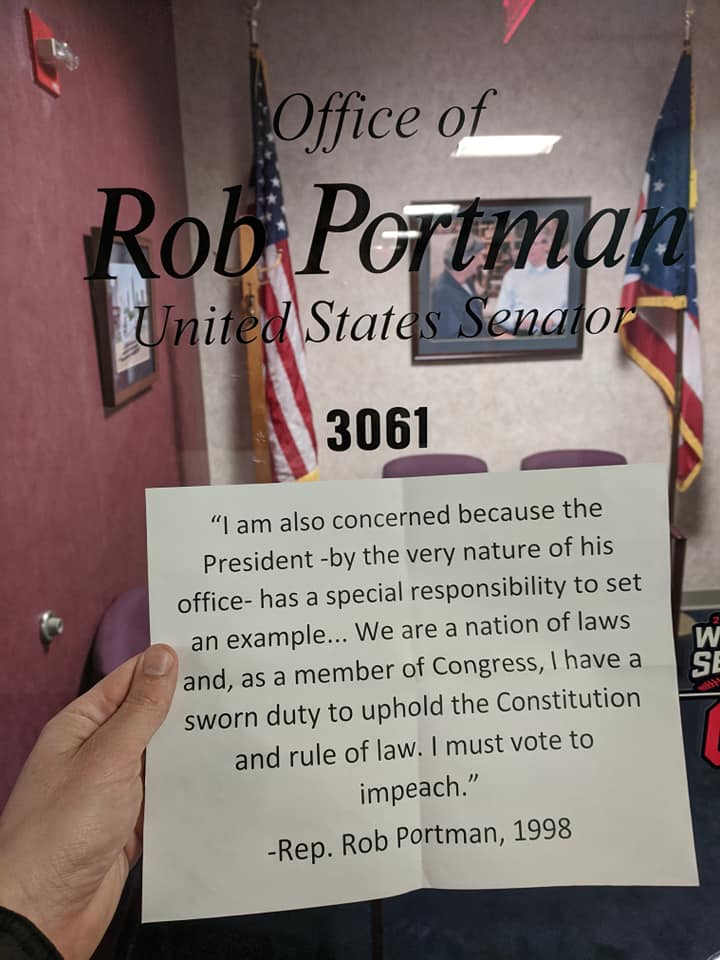 Office of
Rob Portman
United States Senator
3061
“I am also concerned because the
President -by the very nature of his
office- has a special responsibility to set
an example... We are a nation of laws
and, as a member of Congress, I have a
sworn duty to uphold the Constitution
and rule of law. I must vote to
impeach.”
-Rep. Rob Portman, 1998